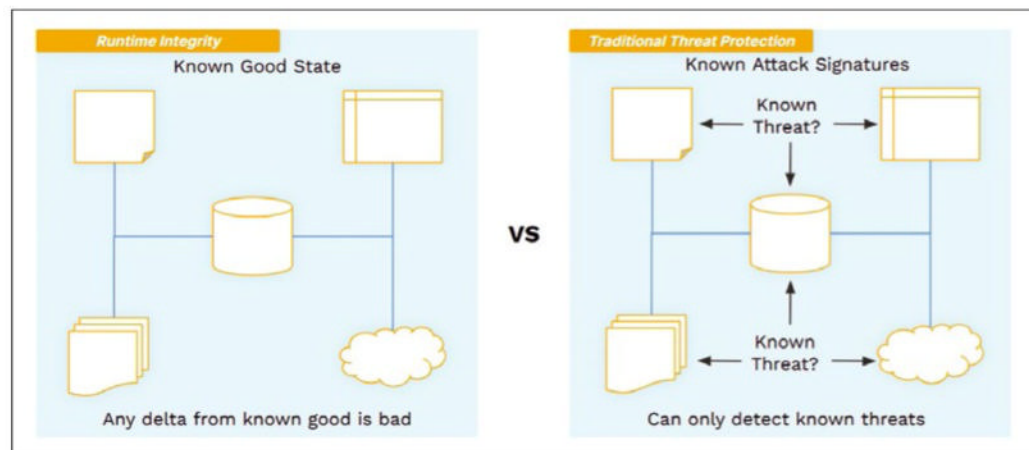 Runtime Integrity
Known Good State
Any delta from known good is bad
vs
Traditional Threat Protection
Known Attack Signatures
Known
Threat?
Known
Threat?
Can only detect known threats